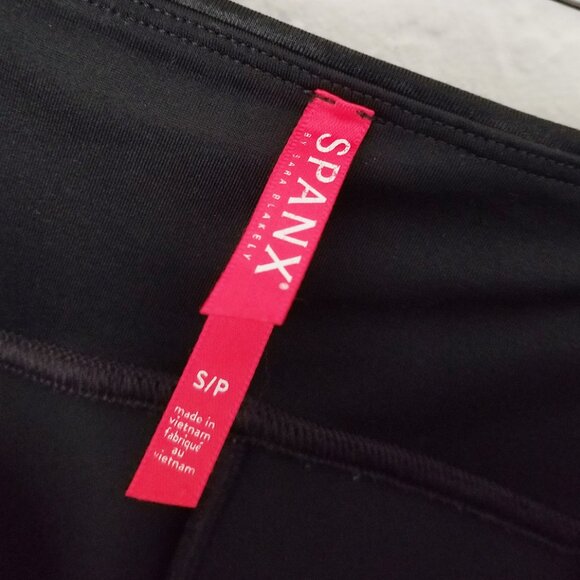 SPANX®
BY SARA BLAKELY
S/P
made in
vietnam
fabriqué
au
vietnam